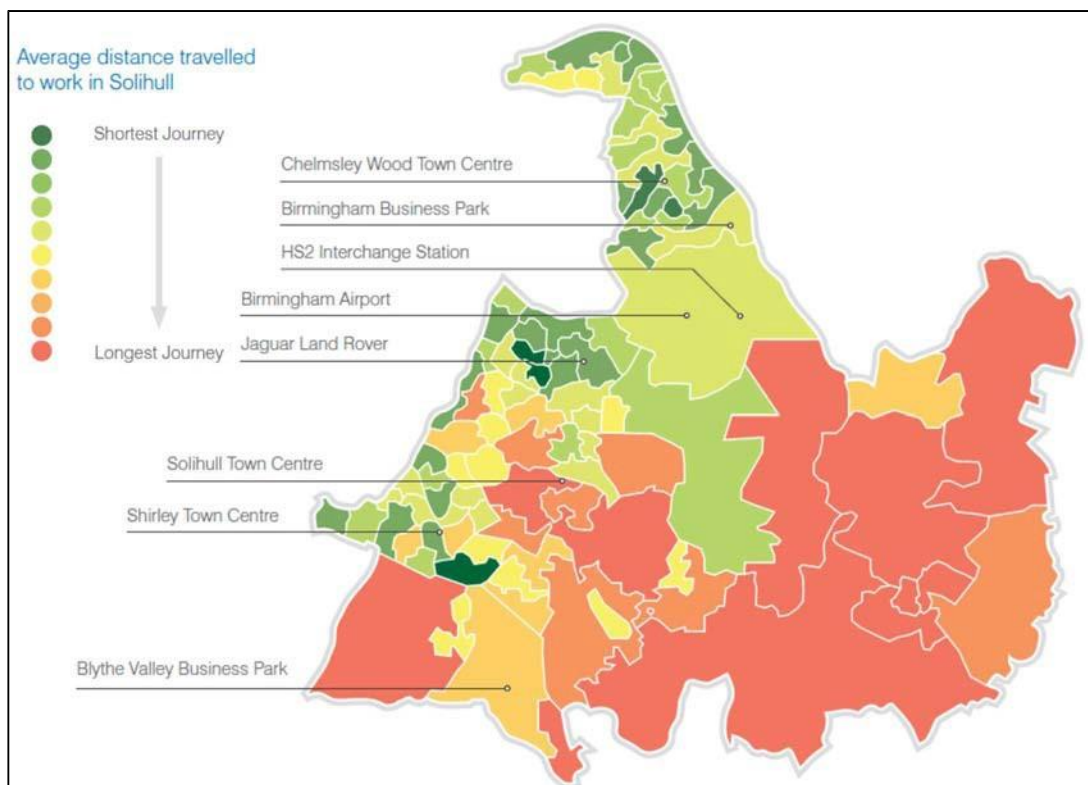 Average distance travelled
to work in Solihull
Shortest Journey
Longest Journey
Chelmsley Wood Town Centre
Birmingham Business Park
HS2 Interchange Station
Birmingham Airport
Jaguar Land Rover
Solihull Town Centre
Shirley Town Centre
Blythe Valley Business Park